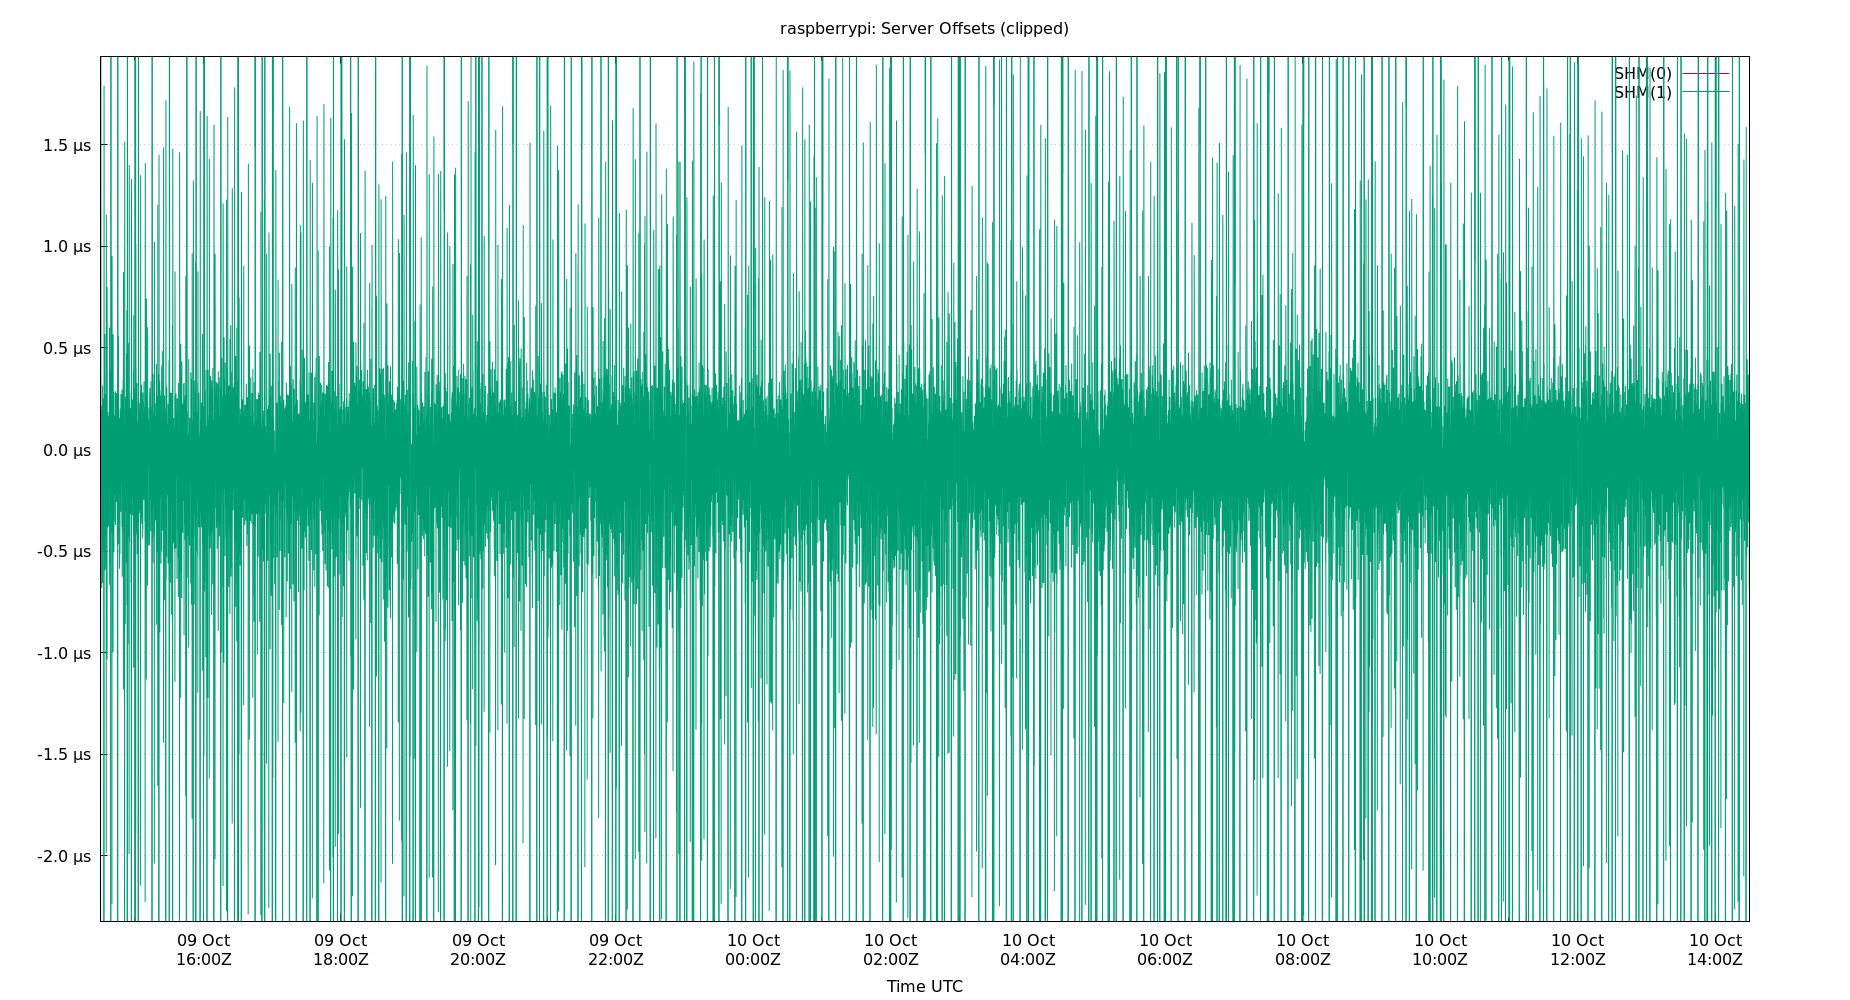 raspberrypi: Server Offsets (clipped)
SHM(0)
SHM(1)
1.5 µs
1.0 µs
0.5 µs
0.0 µs
-0.5 µs
-1.0 µs
-1.5 µs
-2.0 µs
09 Oct 09 Oct 09 Oct 09 Oct 10 Oct 10 Oct 10 Oct 10 Oct 10 Oct 10 Oct 10 Oct 10 Oct
16:00Z 18:00Z 20:00Z 22:00Z 00:00Z 02:00Z 04:00Z 06:00Z 08:00Z 10:00Z 12:00Z 14:00Z
Time UTC